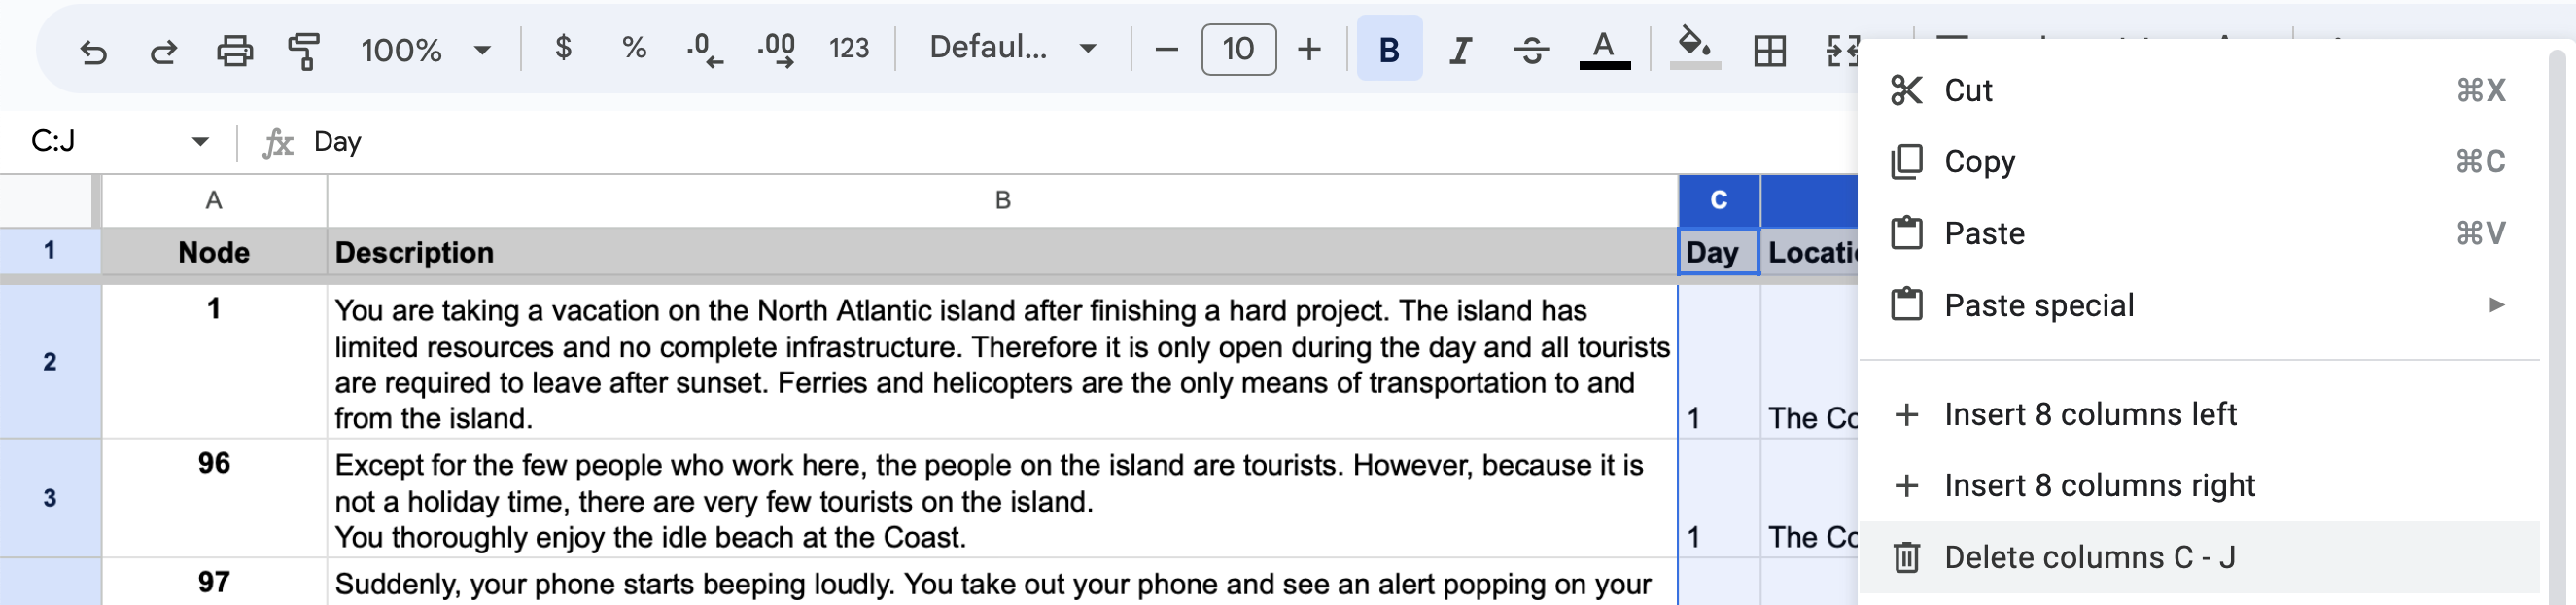 100% $ % .0 .00 123 Defaul... 10 B I S A
C:J fx Day
A B C
1 Node Description Day
2 1 You are taking a vacation on the North Atlantic island after finishing a hard project. The island has
limited resources and no complete infrastructure. Therefore it is only open during the day and all tourists
are required to leave after sunset. Ferries and helicopters are the only means of transportation to and
from the island. 1 The
3 96 Except for the few people who work here, the people on the island are tourists. However, because it is
not a holiday time, there are very few tourists on the island.
You thoroughly enjoy the idle beach at the Coast. 1 The
97 Suddenly, your phone starts beeping loudly. You take out your phone and see an alert popping on your
Cut ⌘X
Copy ⌘C
Paste ⌘V
Paste special
Insert 8 columns left
Insert 8 columns right
Delete columns C - J